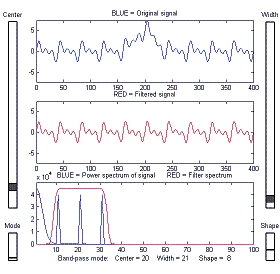 BLUE = Original signal
Center
Width
5
0
-5
0 50 100 150 200 250 300 350 400
RED = Filtered signal
5
0
-5
0 50 100 150 200 250 300 350 400
x 10⁴ BLUE = Power spectrum of signal RED = Filter spectrum
Mode
Shape
4
3
2
1
0
0 10 20 30 40 50 60 70 80 90 100
Band-pass mode: Center = 20 Width = 21 Shape = 8